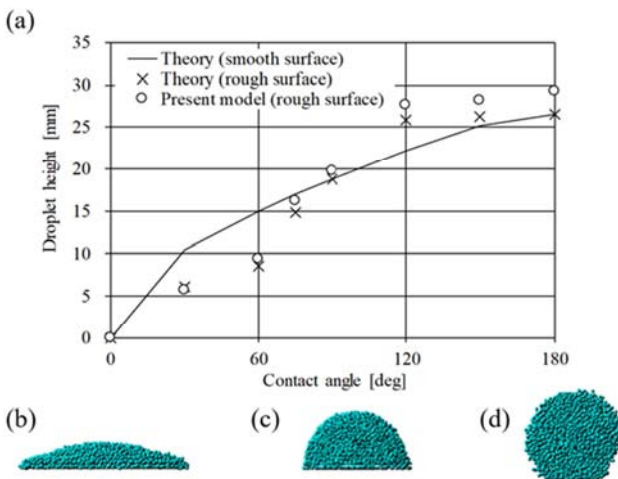 (a)
35
Theory (smooth surface)
30
Theory (rough surface)
Present model (rough surface)
25
20
15
10
5
0
Droplet height [mm]
0 60 120 180
Contact angle [deg]
(b) (c) (d)